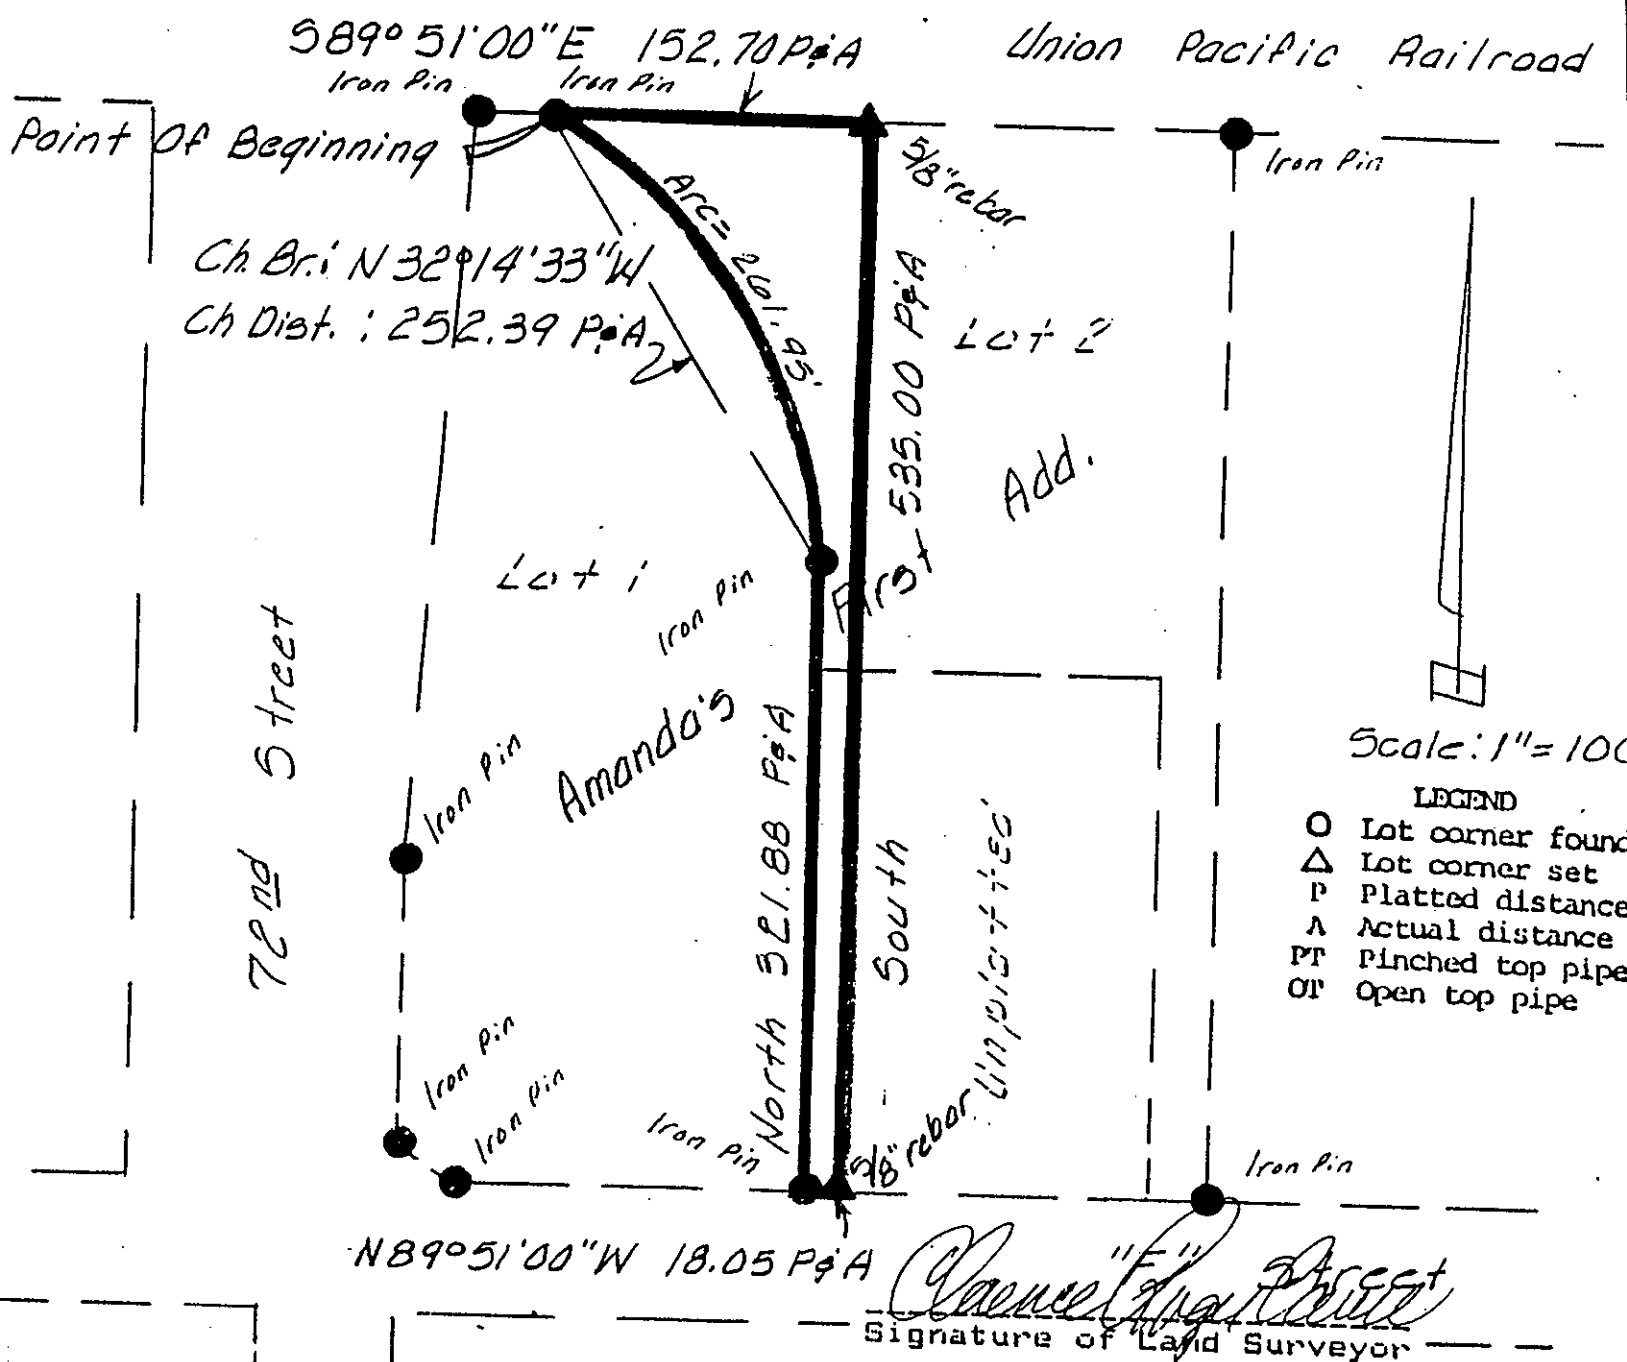 S89° 51'00"E 152.70 P&A
Union Pacific Railroad
Iron Pin
Iron Pin
Point Of Beginning
5/8" rebar
Iron Pin
Arc= 261.95'
Ch. Br.: N 32°14'33"W
Ch Dist. : 252.39 P&A
Lot 2
535.00 P&A
Add.
Lot 1
Iron Pin
First
72nd Street
Iron Pin
Amanda's
North 321.88 P&A
South
Unplatted
Scale: 1"= 100
LEGEND
O Lot corner found
△ Lot corner set
P Platted distance
A Actual distance
PT Pinched top pipe
OT Open top pipe
Iron Pin
Iron Pin
Iron Pin
5/8" rebar
Iron Pin
N89°51'00"W 18.05 P&A
"F" Street
Signature of Land Surveyor